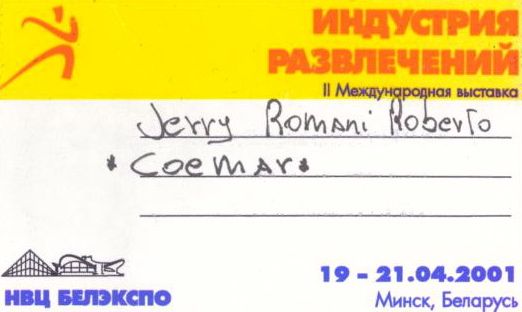 ИНДУСТРИЯ
РАЗВЛЕЧЕНИЙ
II Международная выставка
Jerry Romani Roberto
* COEMAR *
19 - 21.04.2001
НВЦ БЕЛЭКСПО
Минск, Беларусь